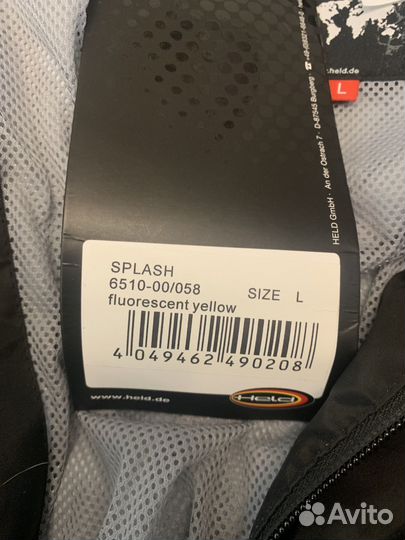 SPLASH
6510-00/058
fluorescent yellow
SIZE L
4 049462 490208
www.held.de
Held
HELD GmbH · An der Ostrach 7 · D-87545 Burgberg
.held.de
L
Avito